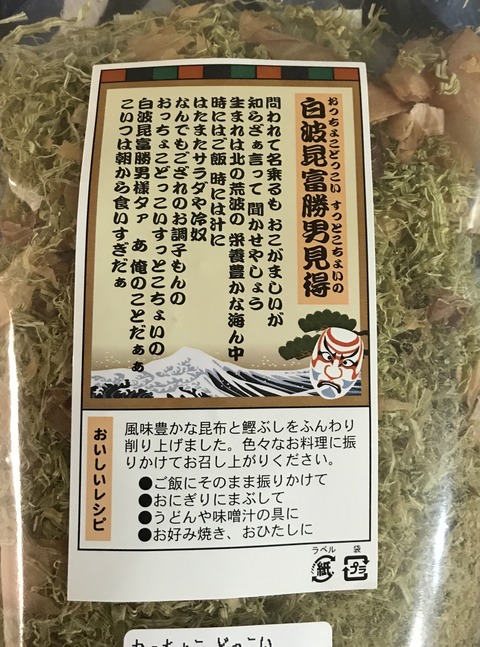 おっちょこどっこい すっとこちょいの
白波昆富勝男見得
問われて名乗るも おこがましいが
知らざぁ言って 聞かせやしょう
生まれは北の荒波の 栄養豊かな海ん中
時にはご飯 時には汁に
はたまたサラダや冷奴
なんでもござれのお調子もんの
おっちょこどっこいすっとこちょいの
白波昆富勝男様タァ あ 俺のことだぁぁ
こいつは朝から食いすぎだぁ
おいしいレシピ
風味豊かな昆布と鰹ぶしをふんわり
削り上げました。色々なお料理に振
りかけてお召し上がりください。
●ご飯にそのまま振りかけて
●おにぎりにまぶして
●うどんや味噌汁の具に
●お好み焼き、おひたしに
ラベル 袋
紙 プラ
おっちょこどっこい